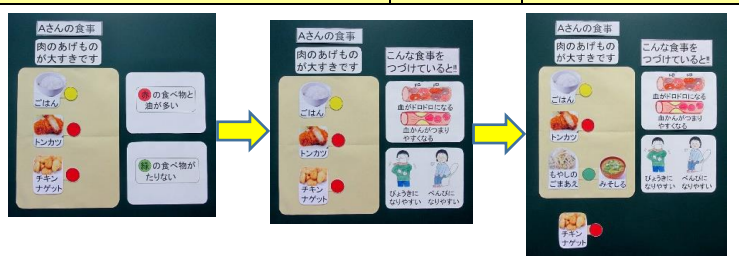 Aさんの食事
肉のあげもの
が大すきです
ごはん
トンカツ
チキン
ナゲット
赤の食べ物と
油が多い
緑の食べ物が
たりない
Aさんの食事
肉のあげもの
が大すきです
こんな食事を
つづけていると!!
ごはん
トンカツ
チキン
ナゲット
血がドロドロになる
血かんがつまり
やすくなる
びょうきに
なりやすい
べんぴに
なりやすい
Aさんの食事
肉のあげもの
が大すきです
こんな食事を
つづけていると!!
ごはん
トンカツ
もやしの
ごまあえ
みそしる
チキン
ナゲット
血がドロドロになる
血かんがつまり
やすくなる
びょうきに
なりやすい
べんぴに
なりやすい